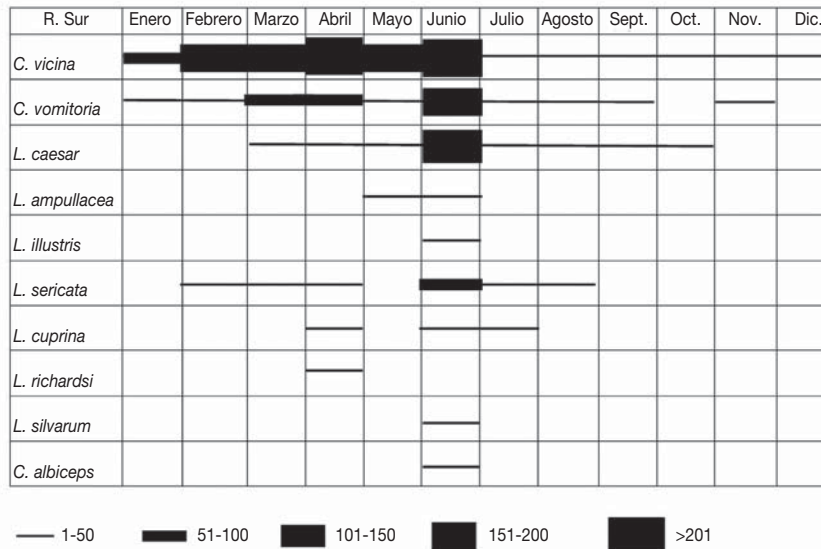 R. Sur Enero Febrero Marzo Abril Mayo Junio Julio Agosto Sept. Oct. Nov. Dic.
C. vicina
C. vomitoria
L. caesar
L. ampullacea
L. illustris
L. sericata
L. cuprina
L. richardsi
L. silvarum
C. albiceps
1-50 51-100 101-150 151-200 >201